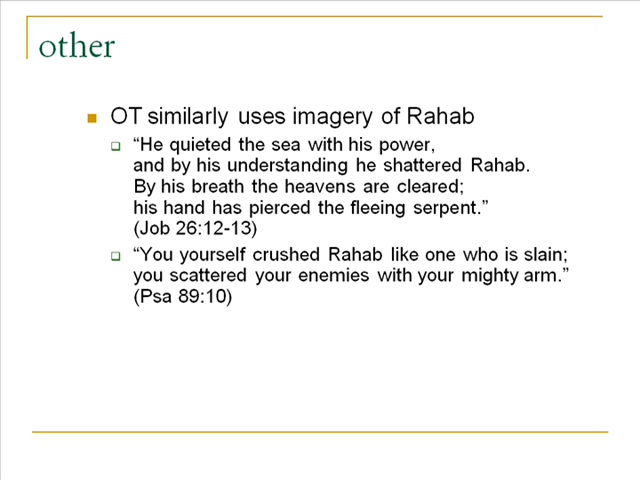 other
OT similarly uses imagery of Rahab
“He quieted the sea with his power,
and by his understanding he shattered Rahab.
By his breath the heavens are cleared;
his hand has pierced the fleeing serpent.”
(Job 26:12-13)
“You yourself crushed Rahab like one who is slain;
you scattered your enemies with your mighty arm.”
(Psa 89:10)